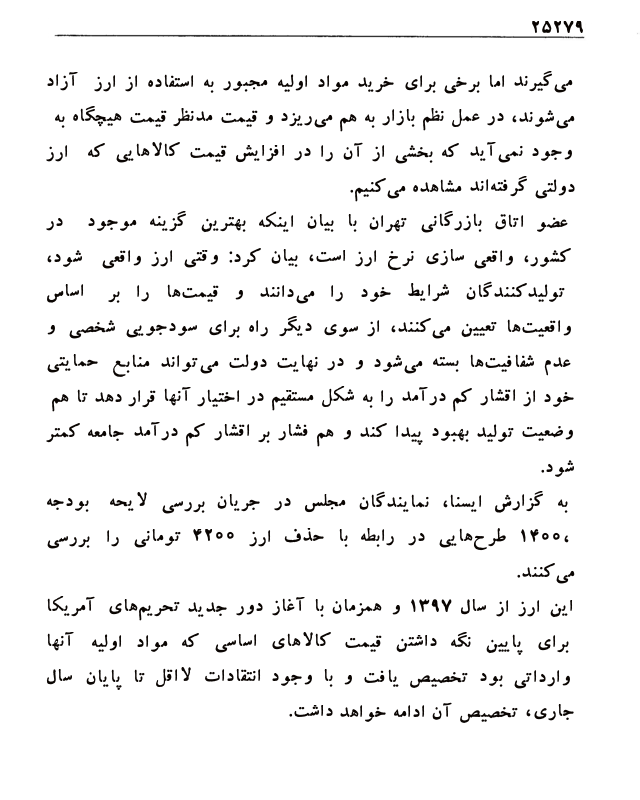 ۲۵۲۷۹
می‌گیرند اما برخی برای خرید مواد اولیه مجبور به استفاده از ارز آزاد
می‌شوند، در عمل نظم بازار به هم می‌ریزد و قیمت مدنظر قیمت هیچگاه به
وجود نمی‌آید که بخشی از آن را در افزایش قیمت کالاهایی که ارز
دولتی گرفته‌اند مشاهده می‌کنیم.
عضو اتاق بازرگانی تهران با بیان اینکه بهترین گزینه موجود در
کشور، واقعی سازی نرخ ارز است، بیان کرد: وقتی ارز واقعی شود،
تولیدکنندگان شرایط خود را می‌دانند و قیمت‌ها را بر اساس
واقعیت‌ها تعیین می‌کنند، از سوی دیگر راه برای سودجویی شخصی و
عدم شفافیت‌ها بسته می‌شود و در نهایت دولت می‌تواند منابع حمایتی
خود از اقشار کم درآمد را به شکل مستقیم در اختیار آنها قرار دهد تا هم
وضعیت تولید بهبود پیدا کند و هم فشار بر اقشار کم درآمد جامعه کمتر
شود.
به گزارش ایسنا، نمایندگان مجلس در جریان بررسی لایحه بودجه
۱۴۰۰، طرح‌هایی در رابطه با حذف ارز ۴۲۰۰ تومانی را بررسی
می‌کنند.
این ارز از سال ۱۳۹۷ و همزمان با آغاز دور جدید تحریم‌های آمریکا
برای پایین نگه داشتن قیمت کالاهای اساسی که مواد اولیه آنها
وارداتی بود تخصیص یافت و با وجود انتقادات لااقل تا پایان سال
جاری، تخصیص آن ادامه خواهد داشت.